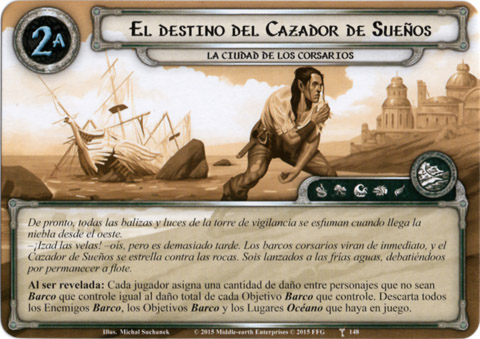 2A
EL DESTINO DEL CAZADOR DE SUEÑOS
LA CIUDAD DE LOS CORSARIOS
De pronto, todas las balizas y luces de la torre de vigilancia se esfuman cuando llega la
niebla desde el oeste.
–¡Izad las velas! –oís, pero es demasiado tarde. Los barcos corsarios viran de inmediato, y el
Cazador de Sueños se estrella contra las rocas. Sois lanzados a las frías aguas, debatiéndoos
por permanecer a flote.
Al ser revelada: Cada jugador asigna una cantidad de daño entre personajes que no sean
Barco que controle igual al daño total de cada Objetivo Barco que controle. Descarta todos
los Enemigos Barco, los Objetivos Barco y los Lugares Océano que haya en juego.
Illus. Michal Suchanek © 2015 Middle-earth Enterprises © 2015 FFG 148